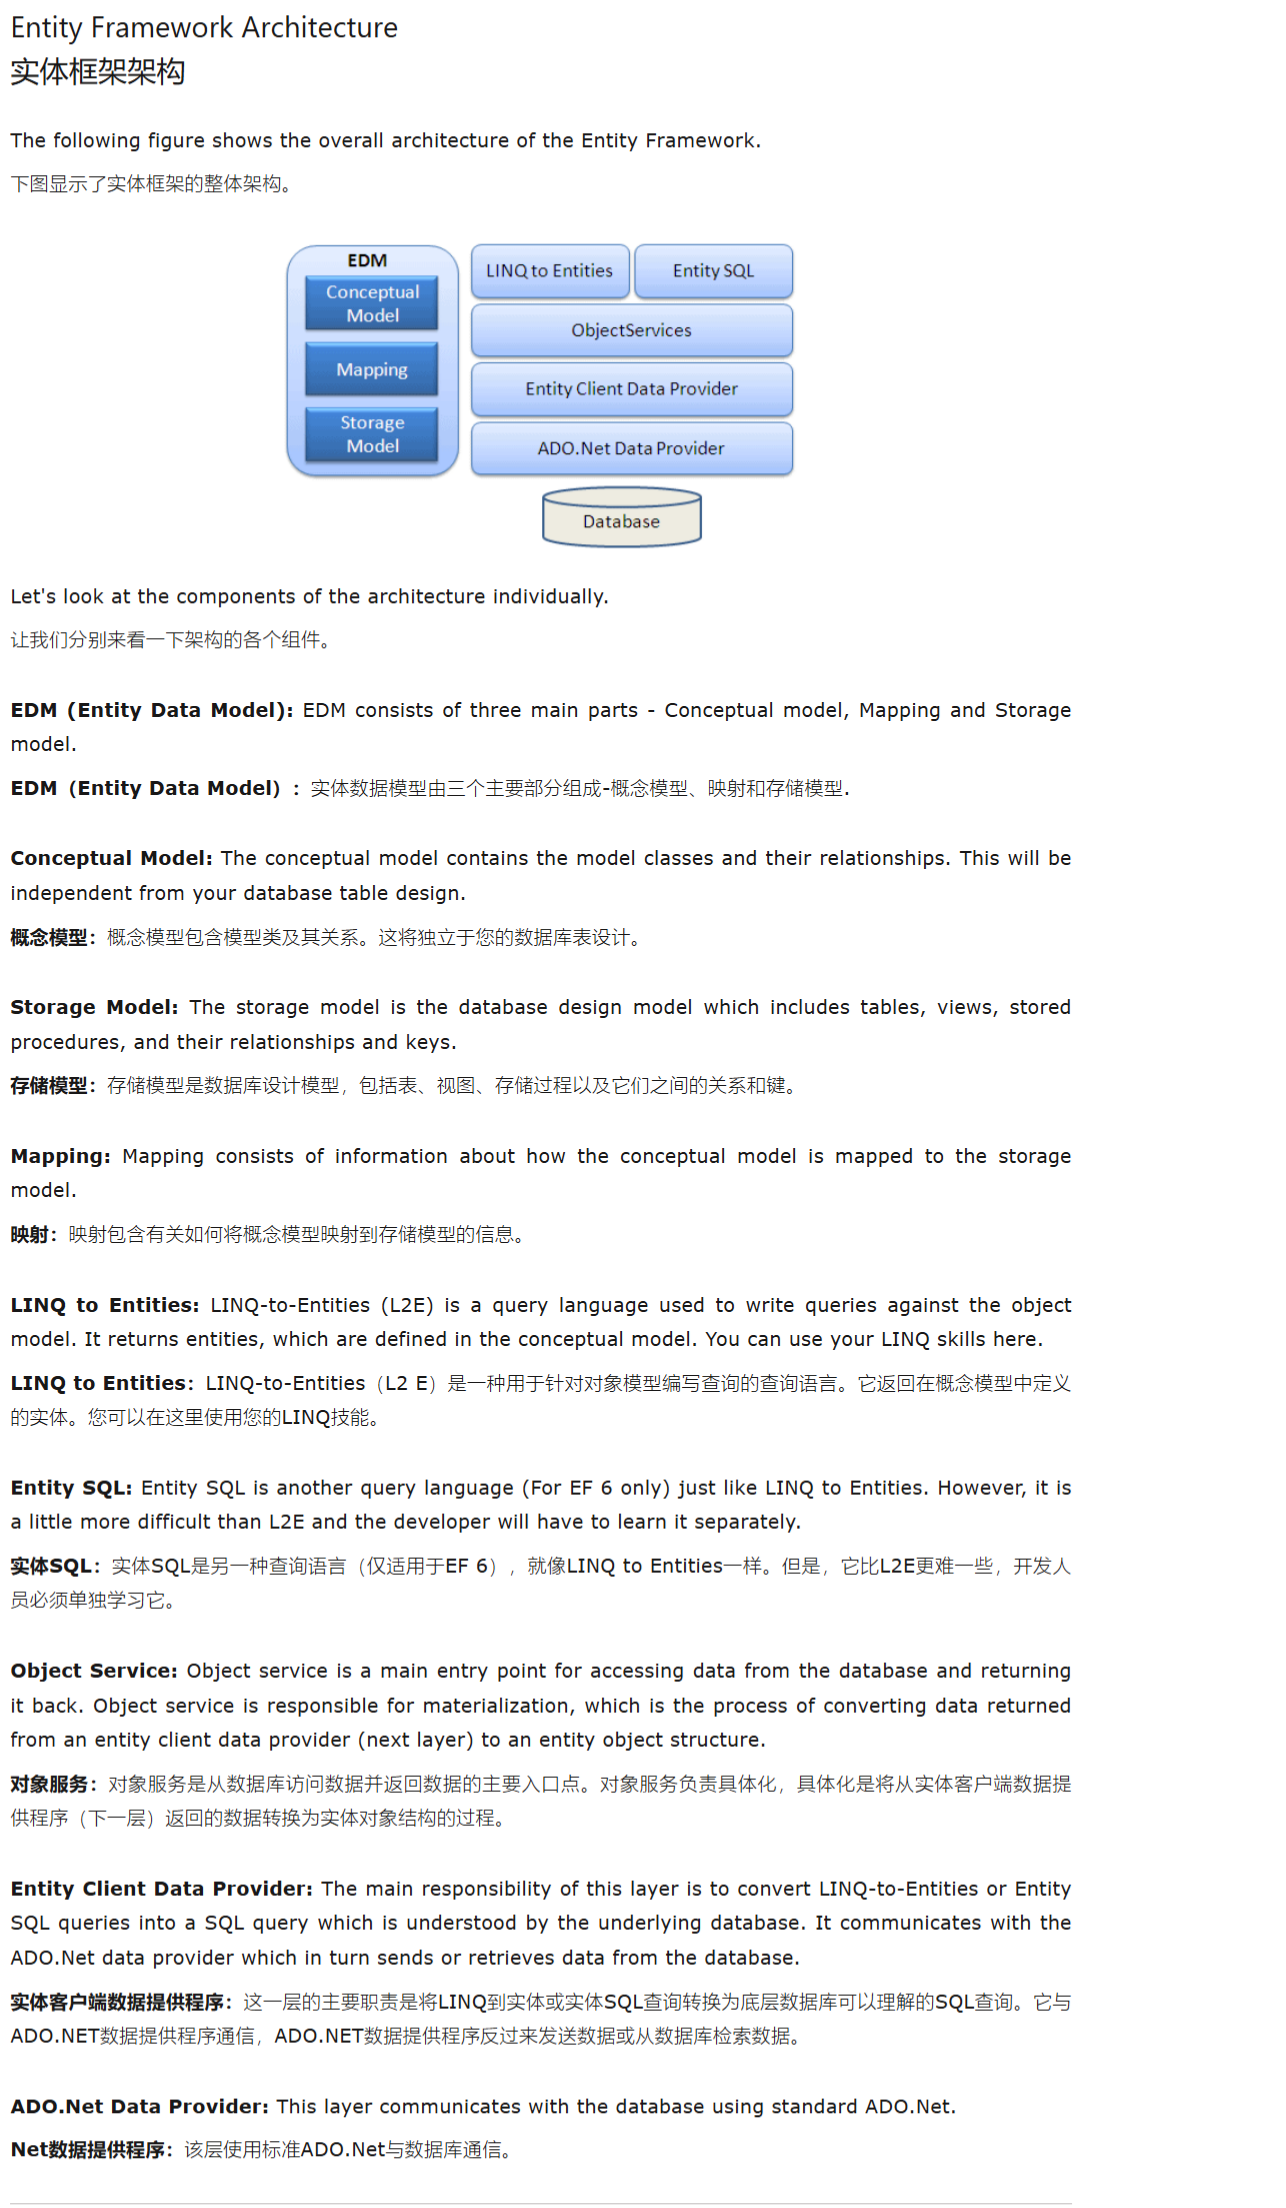 Entity Framework Architecture
实体框架架构
The following figure shows the overall architecture of the Entity Framework.
下图显示了实体框架的整体架构。
EDM
Conceptual
Model
Mapping
Storage
Model
LINQ to Entities
Entity SQL
ObjectServices
Entity Client Data Provider
ADO.Net Data Provider
Database
Let's look at the components of the architecture individually.
让我们分别来看一下架构的各个组件。
EDM (Entity Data Model): EDM consists of three main parts - Conceptual model, Mapping and Storage
model.
EDM（Entity Data Model）：实体数据模型由三个主要部分组成-概念模型、映射和存储模型.
Conceptual Model: The conceptual model contains the model classes and their relationships. This will be
independent from your database table design.
概念模型：概念模型包含模型类及其关系。这将独立于您的数据库表设计。
Storage Model: The storage model is the database design model which includes tables, views, stored
procedures, and their relationships and keys.
存储模型：存储模型是数据库设计模型，包括表、视图、存储过程以及它们之间的关系和键。
Mapping: Mapping consists of information about how the conceptual model is mapped to the storage
model.
映射：映射包含有关如何将概念模型映射到存储模型的信息。
LINQ to Entities: LINQ-to-Entities (L2E) is a query language used to write queries against the object
model. It returns entities, which are defined in the conceptual model. You can use your LINQ skills here.
LINQ to Entities：LINQ-to-Entities（L2 E）是一种用于针对对象模型编写查询的查询语言。它返回在概念模型中定义
的实体。您可以在这里使用您的LINQ技能。
Entity SQL: Entity SQL is another query language (For EF 6 only) just like LINQ to Entities. However, it is
a little more difficult than L2E and the developer will have to learn it separately.
实体SQL：实体SQL是另一种查询语言（仅适用于EF 6），就像LINQ to Entities一样。但是，它比L2E更难一些，开发人
员必须单独学习它。
Object Service: Object service is a main entry point for accessing data from the database and returning
it back. Object service is responsible for materialization, which is the process of converting data returned
from an entity client data provider (next layer) to an entity object structure.
对象服务：对象服务是从数据库访问数据并返回数据的主要入口点。对象服务负责具体化，具体化是将从实体客户端数据提
供程序（下一层）返回的数据转换为实体对象结构的过程。
Entity Client Data Provider: The main responsibility of this layer is to convert LINQ-to-Entities or Entity
SQL queries into a SQL query which is understood by the underlying database. It communicates with the
ADO.Net data provider which in turn sends or retrieves data from the database.
实体客户端数据提供程序：这一层的主要职责是将LINQ到实体或实体SQL查询转换为底层数据库可以理解的SQL查询。它与
ADO.NET数据提供程序通信，ADO.NET数据提供程序反过来发送数据或从数据库检索数据。
ADO.Net Data Provider: This layer communicates with the database using standard ADO.Net.
Net数据提供程序：该层使用标准ADO.Net与数据库通信。